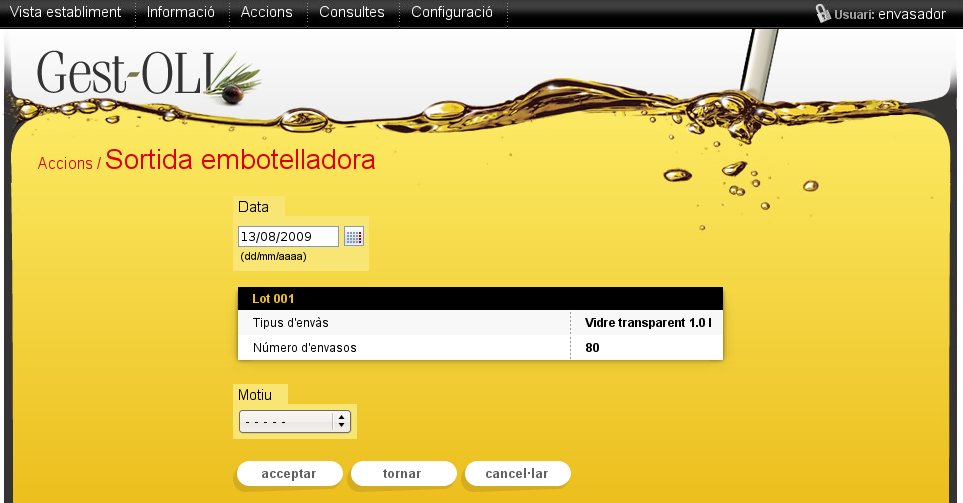 Vista establiment Informació Accions Consultes Configuració Usuari: envasador
Gest-OLI
Accions / Sortida embotelladora
Data
13/08/2009
(dd/mm/aaaa)
Lot 001
Tipus d'envàs Vidre transparent 1.0 l
Número d'envasos 80
Motiu
- - - - -
acceptar tornar cancel·lar